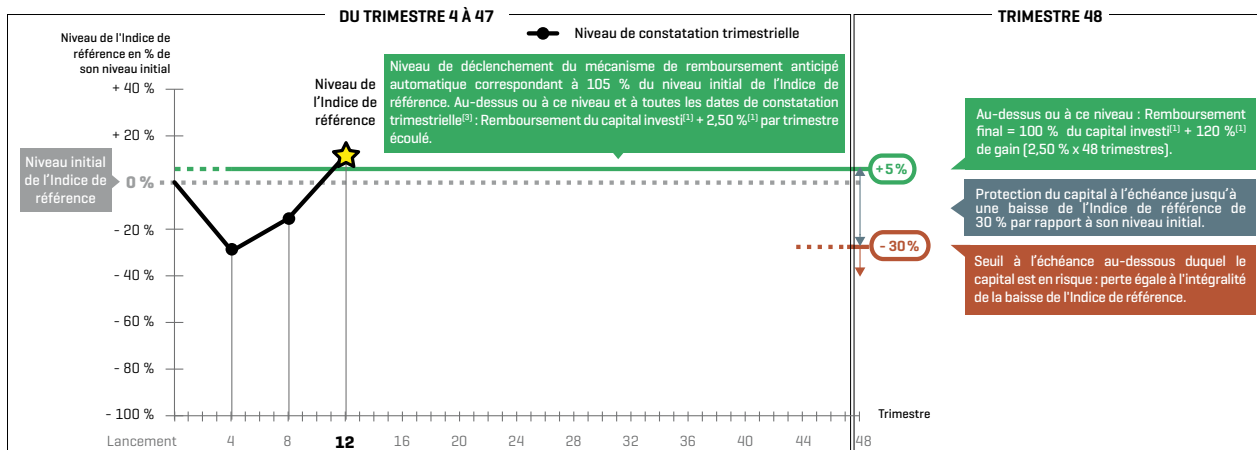 DU TRIMESTRE 4 À 47
TRIMESTRE 48
Niveau de l'Indice de
référence en % de
son niveau initial
Niveau de constatation trimestrielle
Niveau de
l'Indice de
référence
Niveau de déclenchement du mécanisme de remboursement anticipé
automatique correspondant à 105 % du niveau initial de l'Indice de
référence. Au-dessus ou à ce niveau et à toutes les dates de constatation
trimestrielle(3) : Remboursement du capital investi(1) + 2,50 %(1) par trimestre
écoulé.
Au-dessus ou à ce niveau : Remboursement
final = 100 % du capital investi(1) + 120 %(1)
de gain (2,50 % x 48 trimestres).
Niveau initial
de l'Indice de
référence
+ 40 %
+ 20 %
0 %
- 20 %
- 40 %
- 60 %
- 80 %
- 100 %
+5 %
Protection du capital à l'échéance jusqu'à
une baisse de l'Indice de référence de
30 % par rapport à son niveau initial.
- 30 %
Seuil à l'échéance au-dessous duquel le
capital est en risque : perte égale à l'intégralité
de la baisse de l'Indice de référence.
Trimestre
Lancement 4 8 12 16 20 24 28 32 36 40 44 48